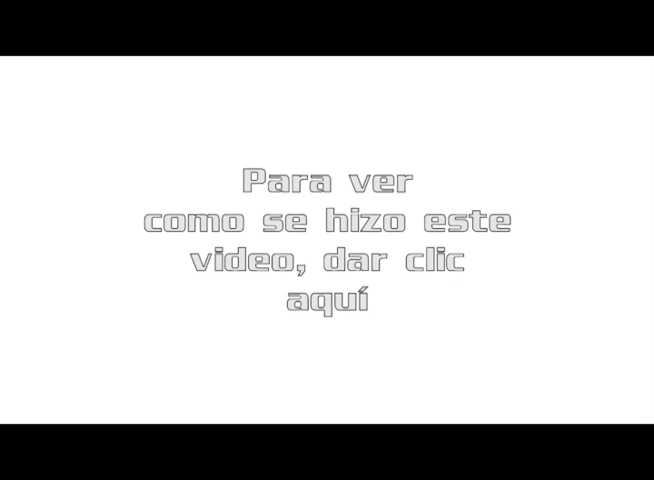 Para ver
como se hizo este
video, dar clic
aquí